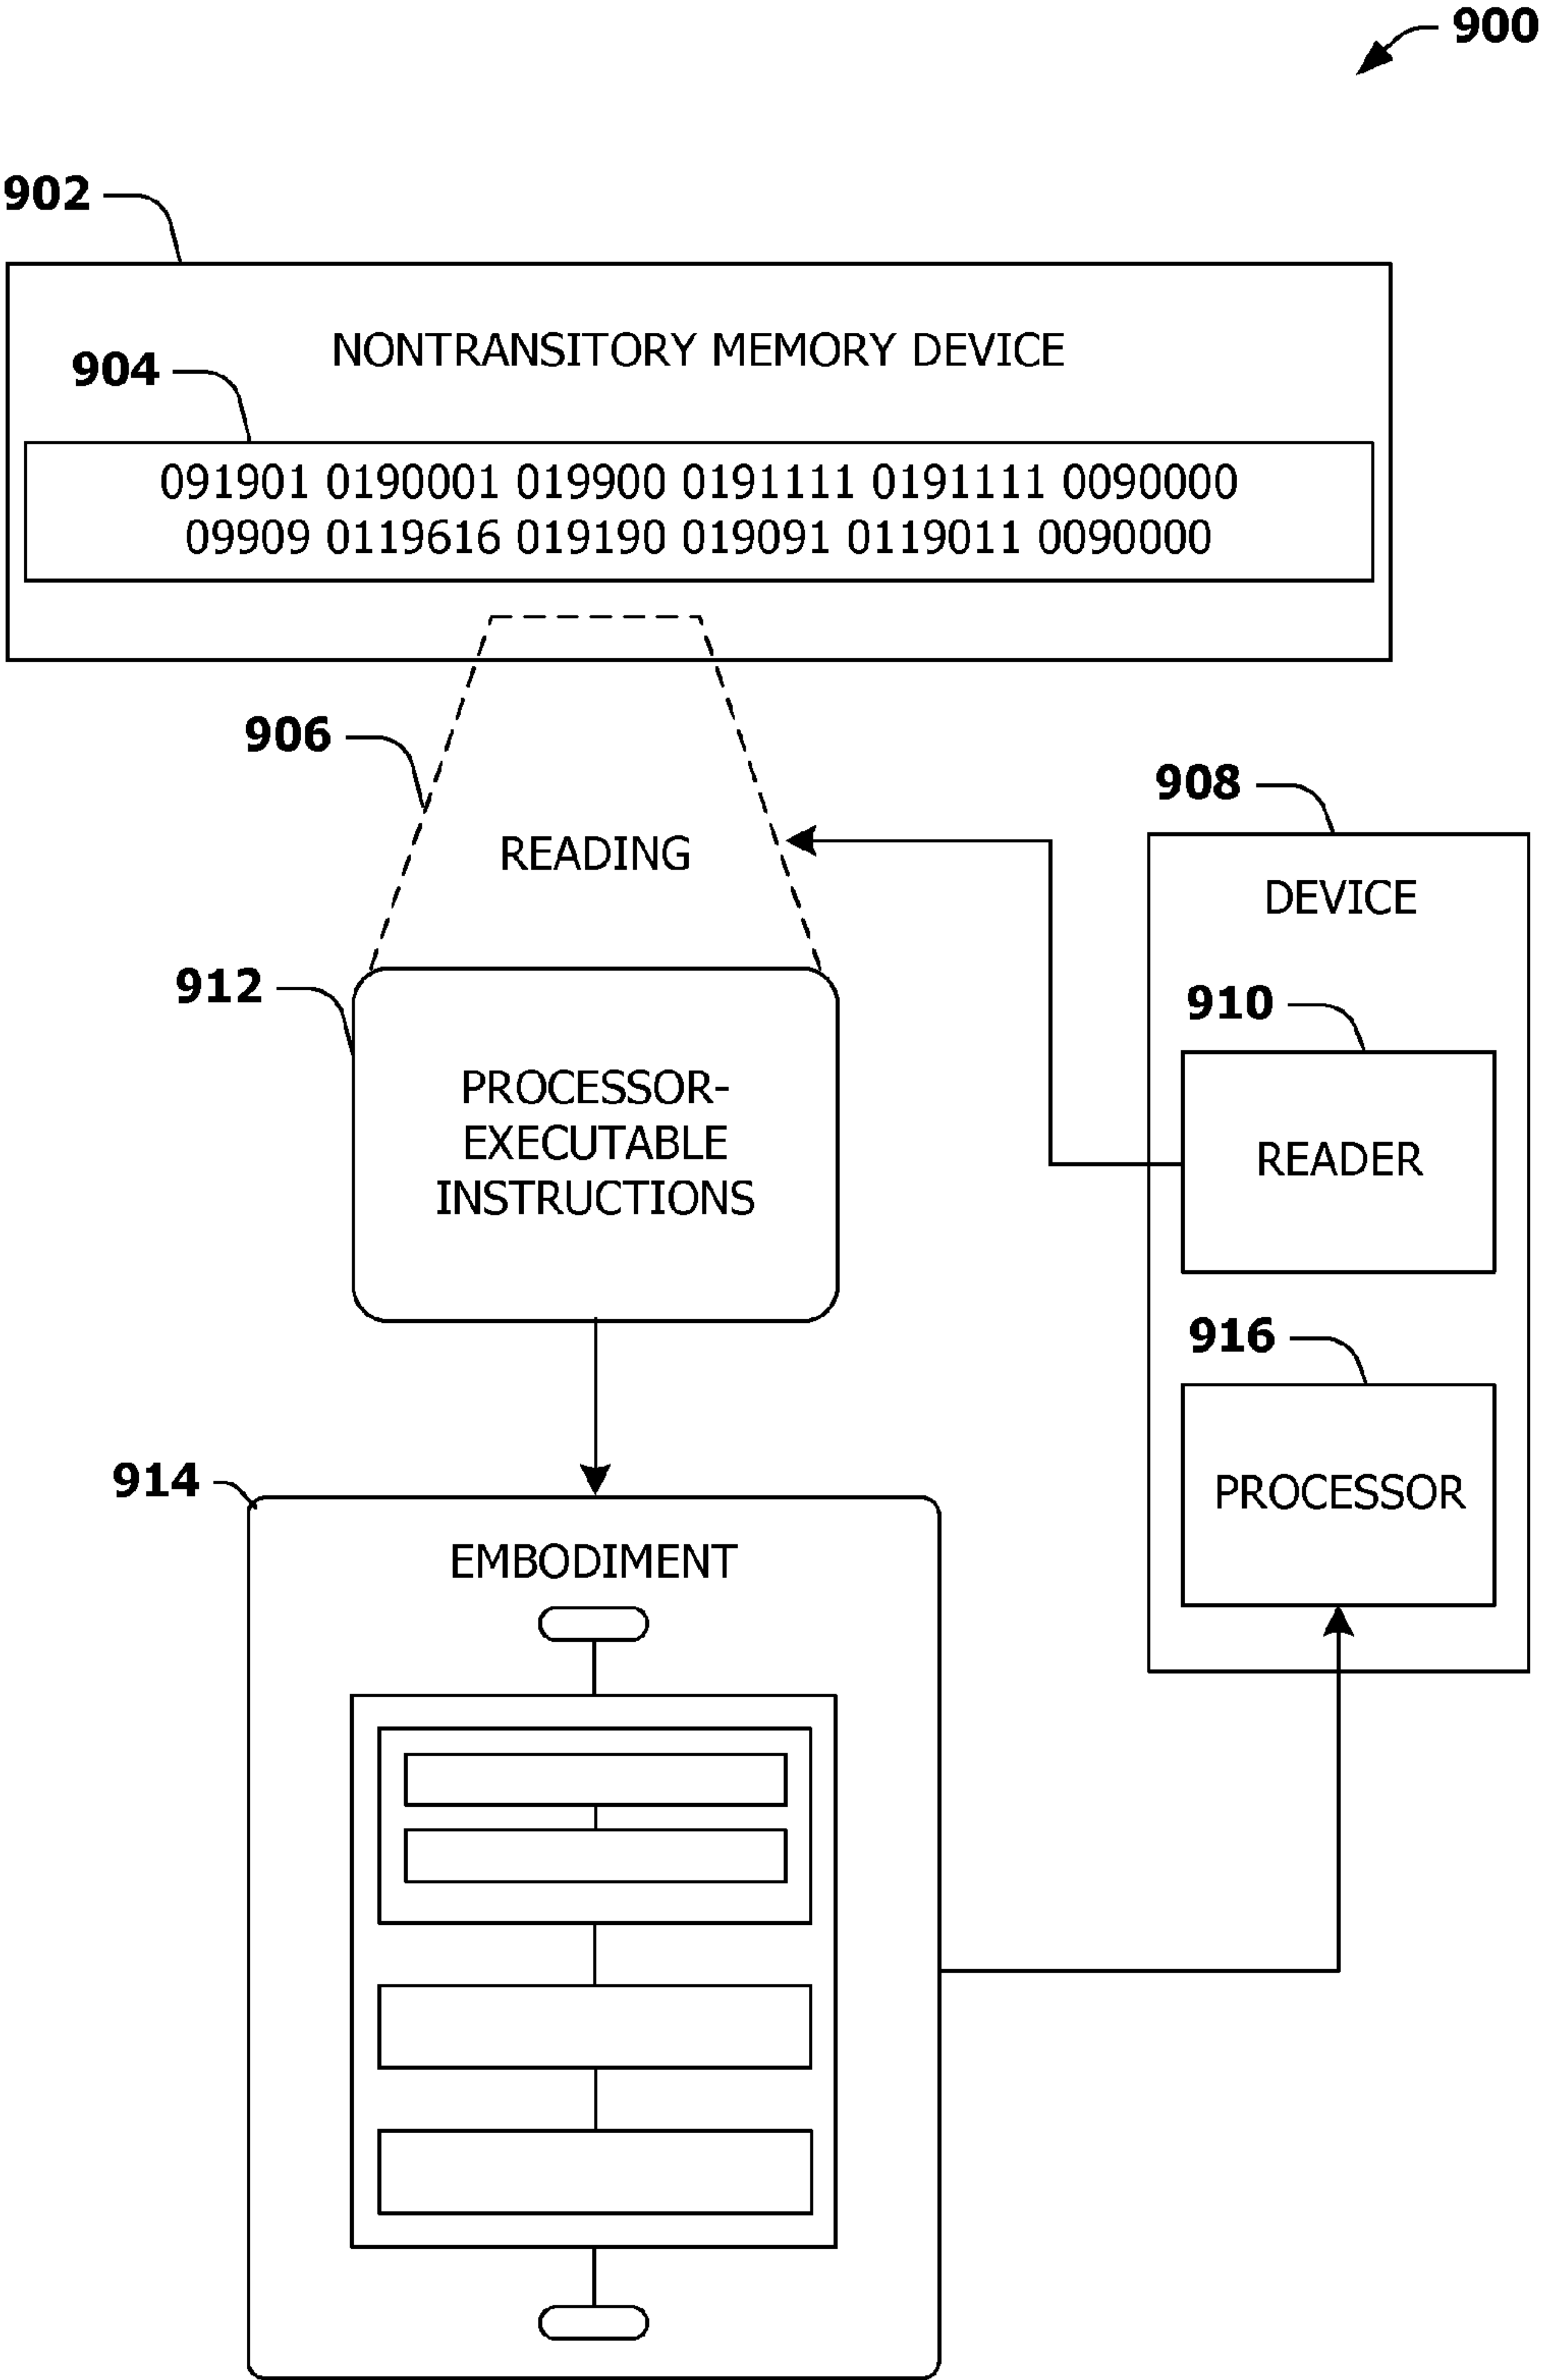 900
902
NONTRANSITORY MEMORY DEVICE
904
091901 0190001 019900 0191111 0191111 0090000
09909 0119616 019190 019091 0119011 0090000
906
READING
908
DEVICE
910
READER
912
PROCESSOR-
EXECUTABLE
INSTRUCTIONS
916
PROCESSOR
914
EMBODIMENT